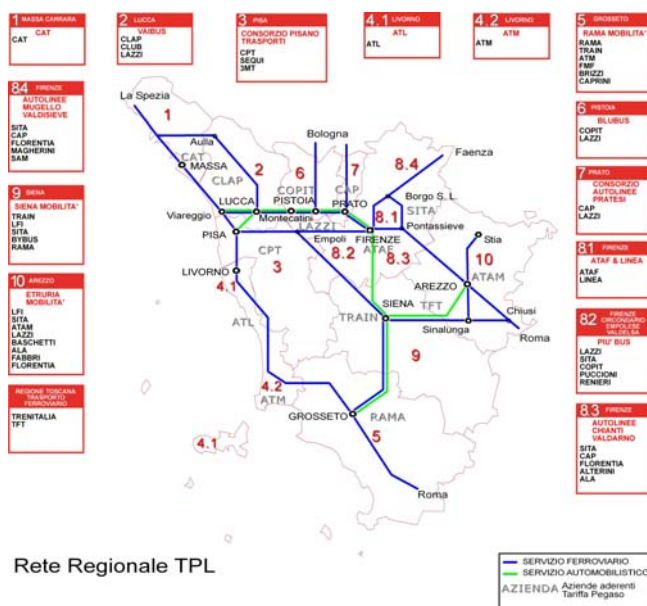 1 MASSA CARRARA
CAT
CAT
2 LUCCA
VAIBUS
CLAP
CLUB
LAZZI
3 PISA
CONSORZIO PISANO
TRASPORTI
CPT
SEQUI
3MT
4.1 LIVORNO
ATL
ATL
4.2 LIVORNO
ATM
ATM
5 GROSSETO
RAMA MOBILITA'
RAMA
TRAIN
ATM
FMF
BRIZZI
CAPRINI
8.4 FIRENZE
AUTOLINEE
MUGELLO
VALDISIEVE
SITA
CAP
FLORENTIA
MAGHERINI
SAM
6 PISTOIA
BLUBUS
COPIT
LAZZI
9 SIENA
SIENA MOBILITA'
TRAIN
LFI
SITA
BYBUS
RAMA
7 PRATO
CONSORZIO
AUTOLINEE
PRATESI
CAP
LAZZI
10 AREZZO
ETRURIA
MOBILITA'
LFI
SITA
ATAM
LAZZI
BASCHETTI
ALA
FABBRI
FLORENTIA
8.1 FIRENZE
ATAF & LINEA
ATAF
LINEA
8.2 FIRENZE
CIRCONDARIO
EMPOLESE
VALDELSA
PIU' BUS
LAZZI
SITA
COPIT
PUCCIONI
RENIERI
REGIONE TOSCANA
TRASPORTO
FERROVIARIO
TRENITALIA
TFT
8.3 FIRENZE
AUTOLINEE
CHIANTI
VALDARNO
SITA
CAP
FLORENTIA
ALTERINI
ALA
La Spezia
1
Aulla
Bologna
Faenza
CAT
MASSA
2
6
7
8.4
CLAP
COPIT
CAP
Borgo S. L.
LUCCA
PISTOIA
PRATO
8.1
SITA
Viareggio
Montecatini
LAZZI
Pontassieve
PISA
Empoli
FIRENZE
ATAF
Stia
CPT
8.2
8.3
10
3
LIVORNO
AREZZO
ATAM
4.1
SIENA
TFT
ATL
TRAIN
Chiusi
Sinalunga
Roma
9
4.2
ATM
GROSSETO
RAMA
4.1
5
Roma
Rete Regionale TPL
SERVIZIO FERROVIARIO
SERVIZIO AUTOMOBILISTICO
AZIENDA Aziende aderenti
Tariffa Pegaso